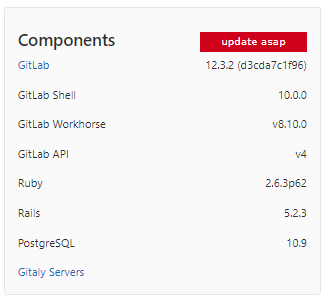 Components update asap
GitLab 12.3.2 (d3cda7c1f96)
GitLab Shell 10.0.0
GitLab Workhorse v8.10.0
GitLab API v4
Ruby 2.6.3p62
Rails 5.2.3
PostgreSQL 10.9
Gitaly Servers